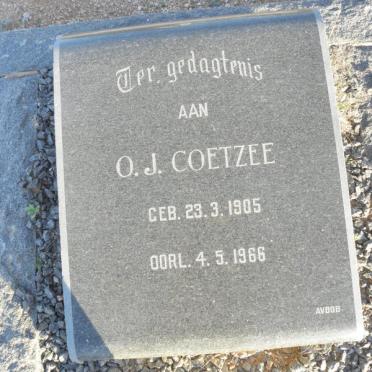 Ter. gedagtenis
AAN
O.J. COETZEE
GEB. 23. 3. 1905
OORL. 4. 5. 1966
AVBOB